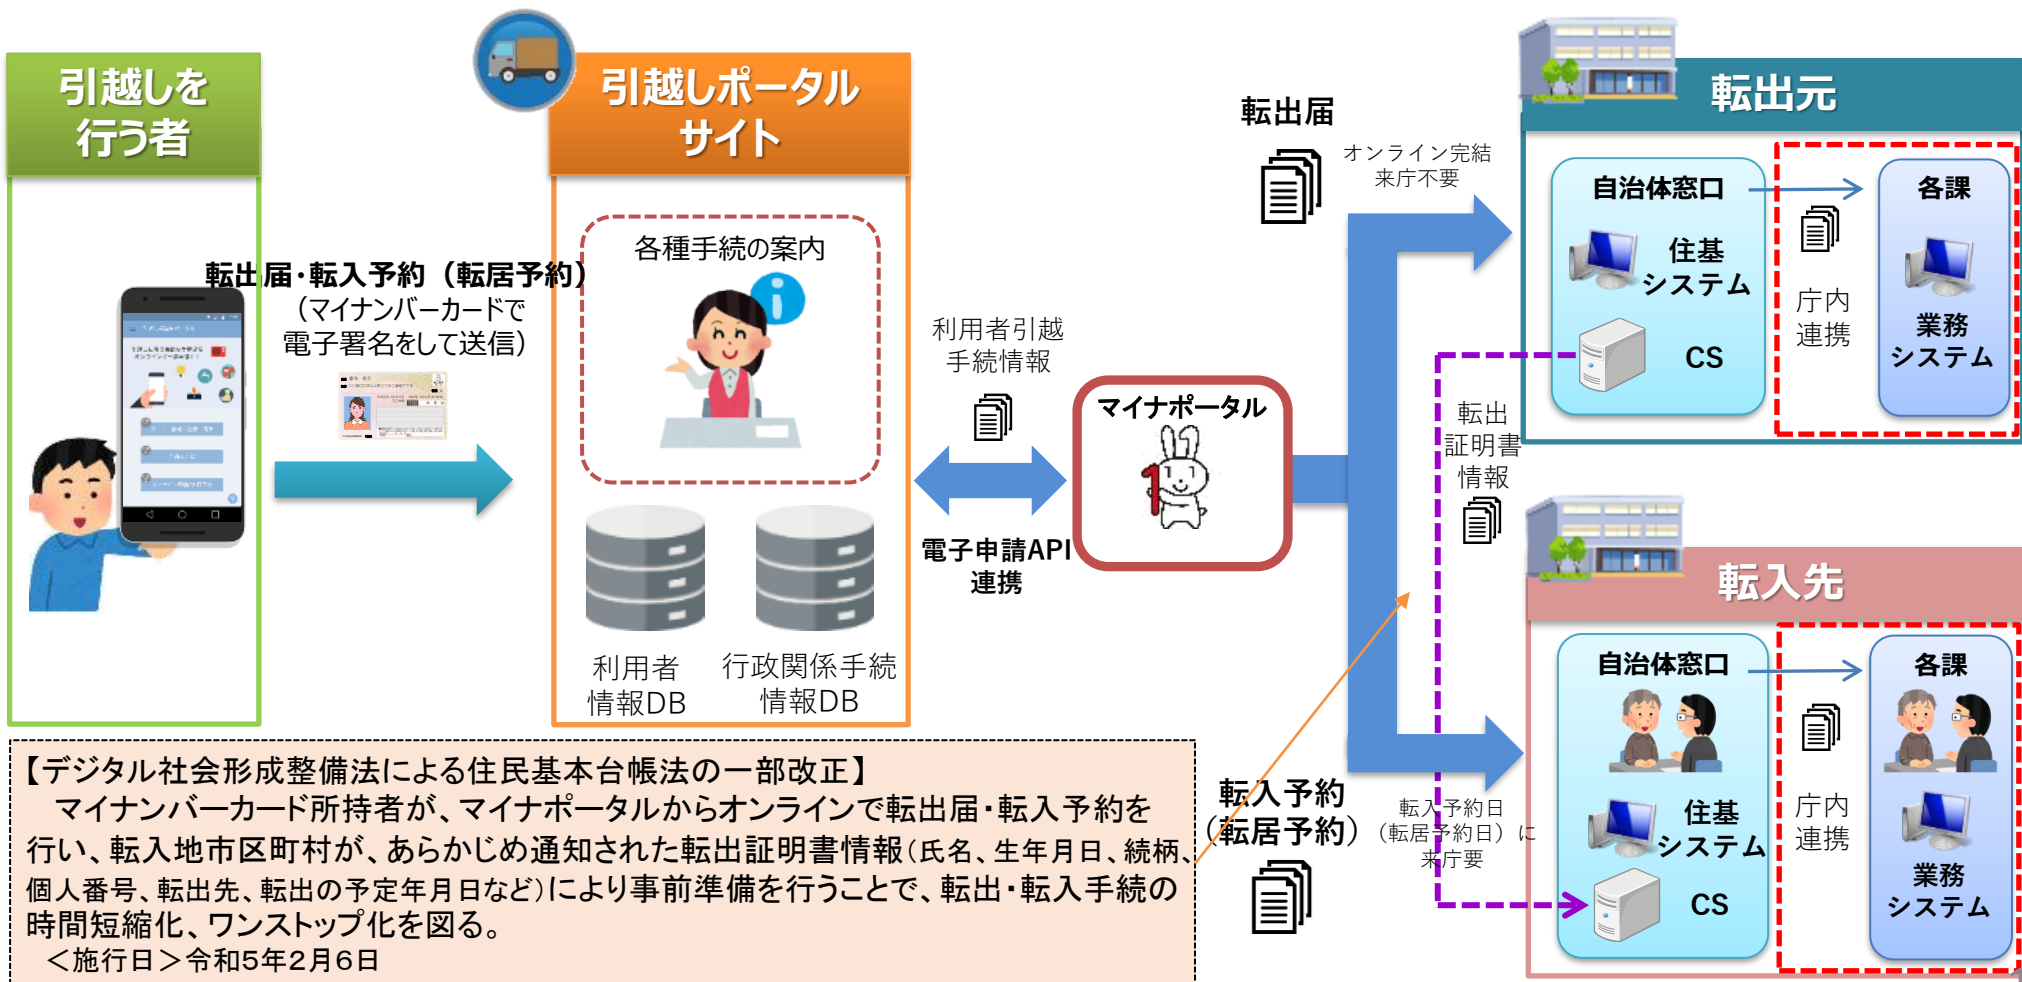 引越しを
行う者
転出届・転入予約（転居予約）
（マイナンバーカードで
電子署名をして送信）
引越しポータル
サイト
各種手続の案内
利用者
情報DB
行政関係手続
情報DB
利用者引越
手続情報
電子申請API
連携
マイナポータル
転出届
オンライン完結
来庁不要
転出
証明書
情報
転入予約
（転居予約）
転入予約日
（転居予約日）に
来庁要
転出元
自治体窓口
住基
システム
CS
庁内
連携
各課
業務
システム
転入先
自治体窓口
住基
システム
CS
庁内
連携
各課
業務
システム
【デジタル社会形成整備法による住民基本台帳法の一部改正】
マイナンバーカード所持者が、マイナポータルからオンラインで転出届・転入予約を
行い、転入地市区町村が、あらかじめ通知された転出証明書情報（氏名、生年月日、続柄、
個人番号、転出先、転出の予定年月日など）により事前準備を行うことで、転出・転入手続の
時間短縮化、ワンストップ化を図る。
＜施行日＞令和5年2月6日